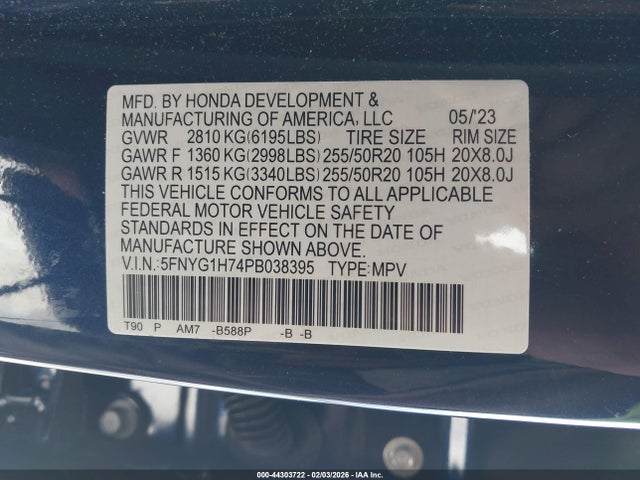 MFD. BY HONDA DEVELOPMENT &
MANUFACTURING OF AMERICA, LLC 05/'23
GVWR 2810 KG(6195LBS) TIRE SIZE RIM SIZE
GAWR F 1360 KG(2998LBS) 255/50R20 105H 20X8.0J
GAWR R 1515 KG(3340LBS) 255/50R20 105H 20X8.0J
THIS VEHICLE CONFORMS TO ALL APPLICABLE
FEDERAL MOTOR VEHICLE SAFETY
STANDARDS IN EFFECT ON THE DATE OF
MANUFACTURE SHOWN ABOVE.
V.I.N.:5FNYG1H74PB038395 TYPE:MPV
T90 P AM7 -B588P -B -B
000-44303722 - 02/03/2026 - IAA Inc.